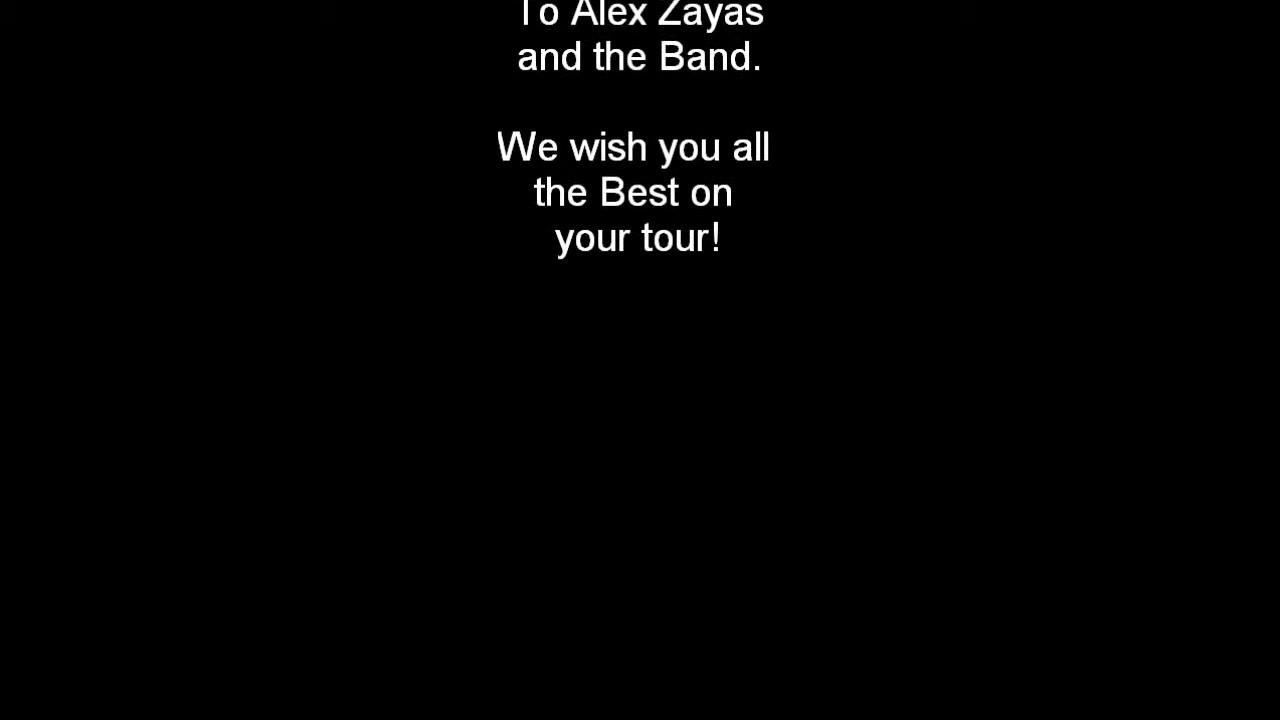 To Alex Zayas
and the Band.
We wish you all
the Best on
your tour!